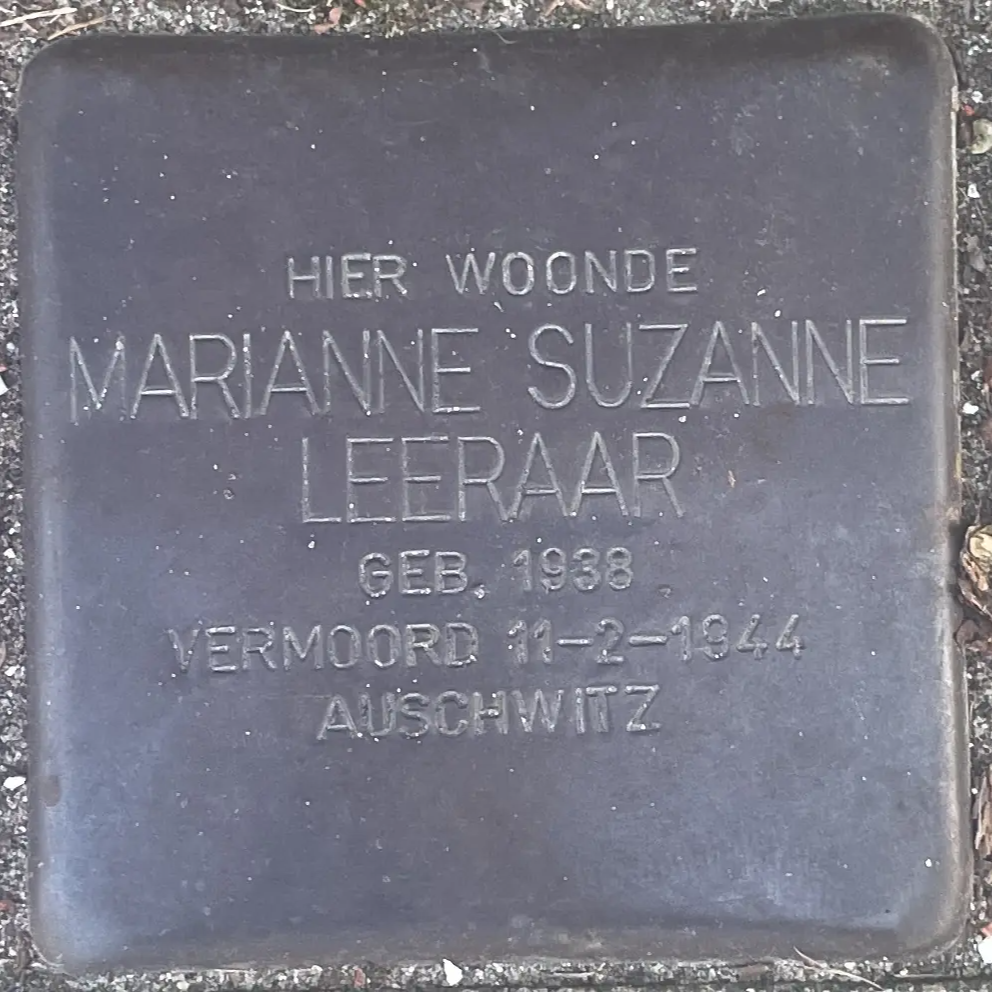 HIER WOONDE
MARIANNE SUZANNE
LEERAAR
GEB. 1938
VERMOORD 11-2-1944
AUSCHWITZ